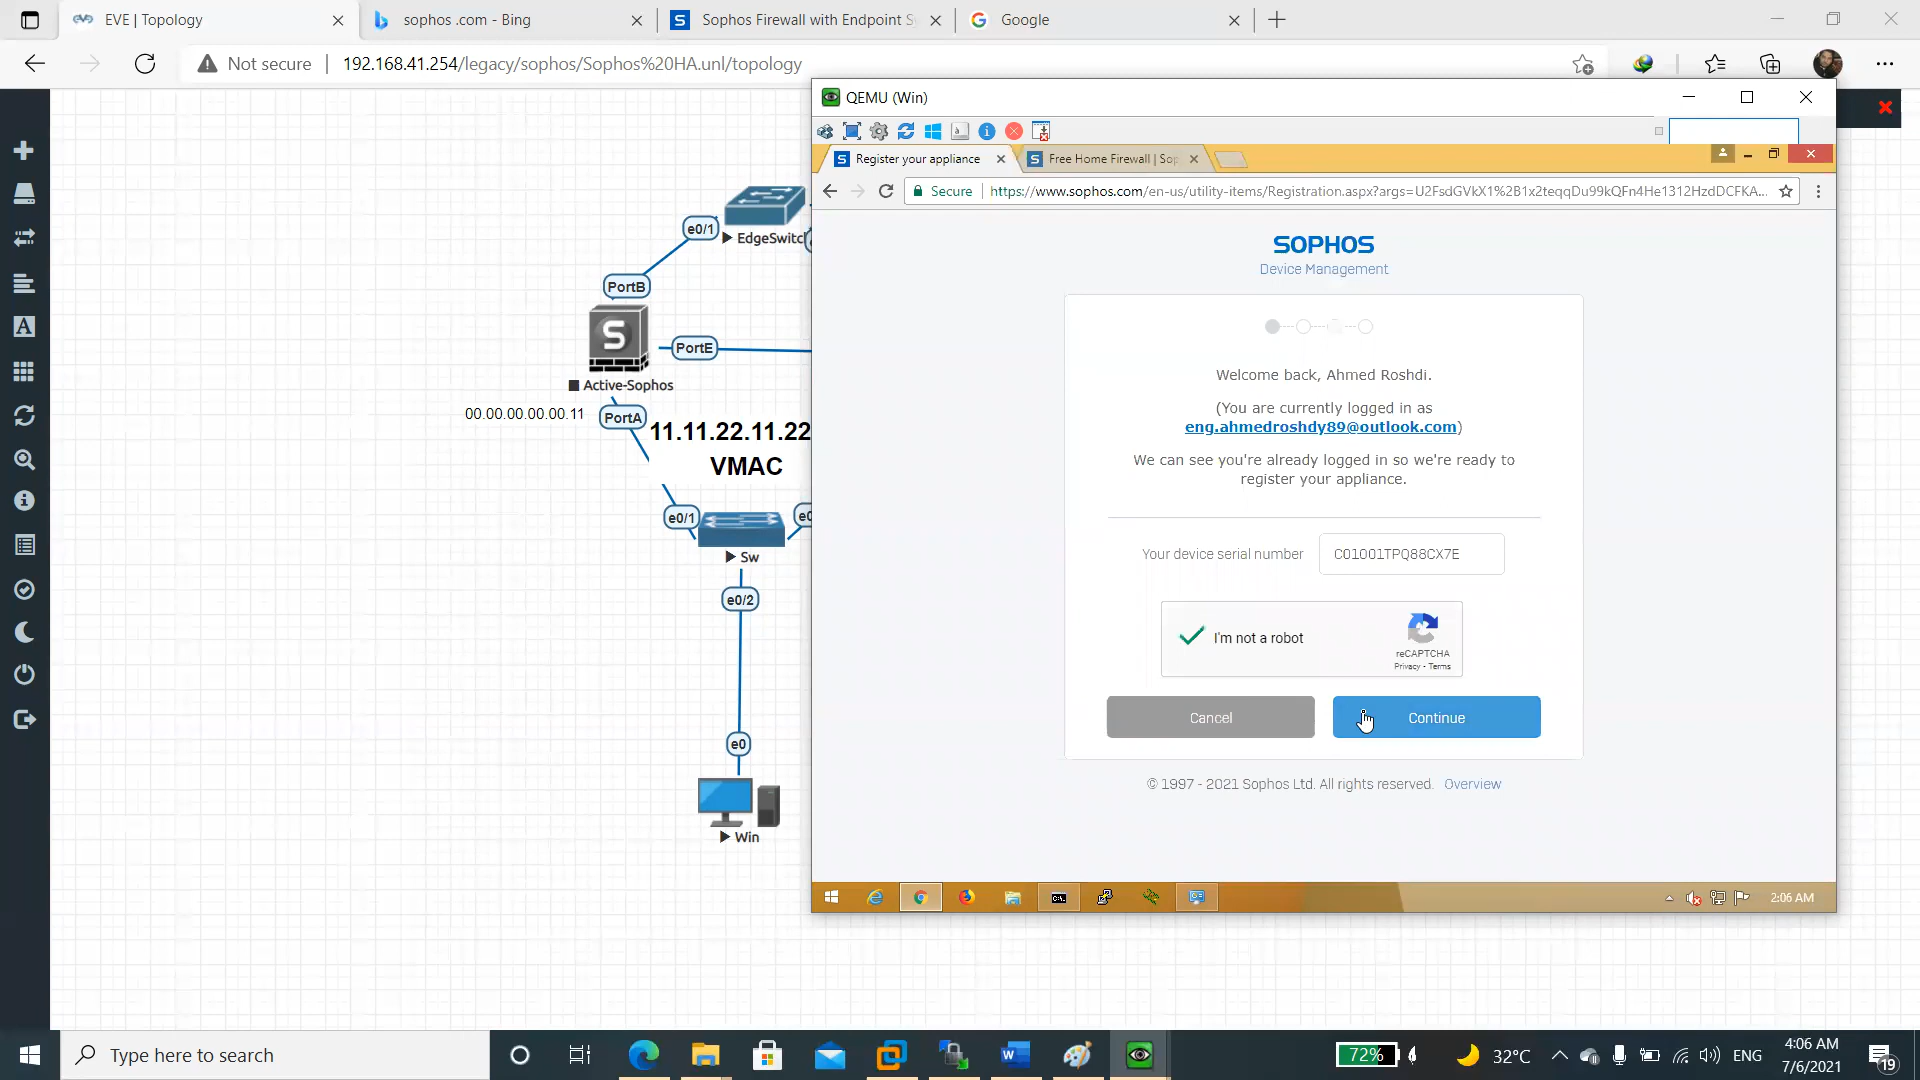 EVE | Topology
sophos .com - Bing
Sophos Firewall with Endpoint S
Google
Not secure
192.168.41.254/legacy/sophos/Sophos%20HA.unl/topology
QEMU (Win)
Register your appliance
Free Home Firewall | Sop
Secure
https://www.sophos.com/en-us/utility-items/Registration.aspx?args=U2FsdGVkX1%2B1x2teqqDu99kQFn4He1312HzdDCFKA...
e0/1
EdgeSwitc
PortB
PortE
Active-Sophos
00.00.00.00.00.11
PortA
11.11.22.11.22
VMAC
e0/1
e0
Sw
e0/2
e0
Win
SOPHOS
Device Management
Welcome back, Ahmed Roshdi.
(You are currently logged in as
eng.ahmedroshdy89@outlook.com)
We can see you're already logged in so we're ready to
register your appliance.
Your device serial number
C01001TPQ88CX7E
I'm not a robot
reCAPTCHA
Privacy - Terms
Cancel
Continue
© 1997 - 2021 Sophos Ltd. All rights reserved. Overview
2:06 AM
Type here to search
72%
32°C
ENG
4:06 AM
7/6/2021
19